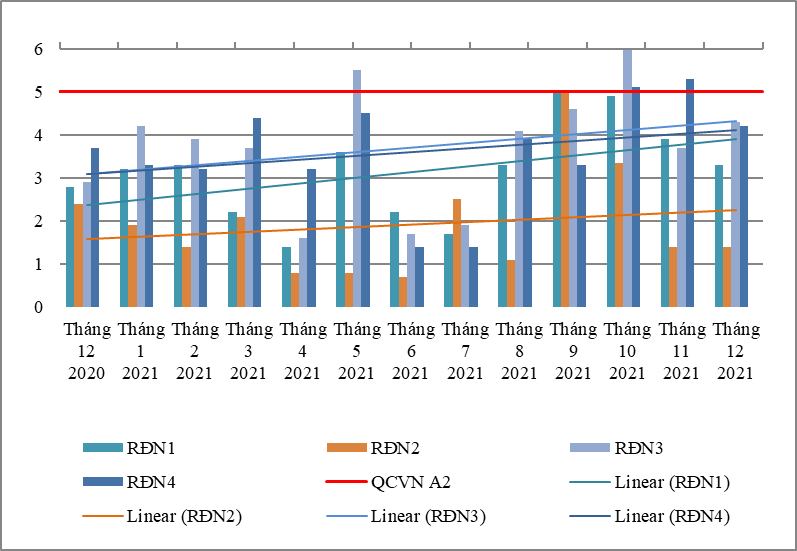 6
5
4
3
2
1
0
Tháng Tháng Tháng Tháng Tháng Tháng Tháng Tháng Tháng Tháng Tháng Tháng Tháng
12 1 2 3 4 5 6 7 8 9 10 11 12
2020 2021 2021 2021 2021 2021 2021 2021 2021 2021 2021 2021 2021
RĐN1 RĐN2 RĐN3
RĐN4 QCVN A2 Linear (RĐN1)
Linear (RĐN2) Linear (RĐN3) Linear (RĐN4)